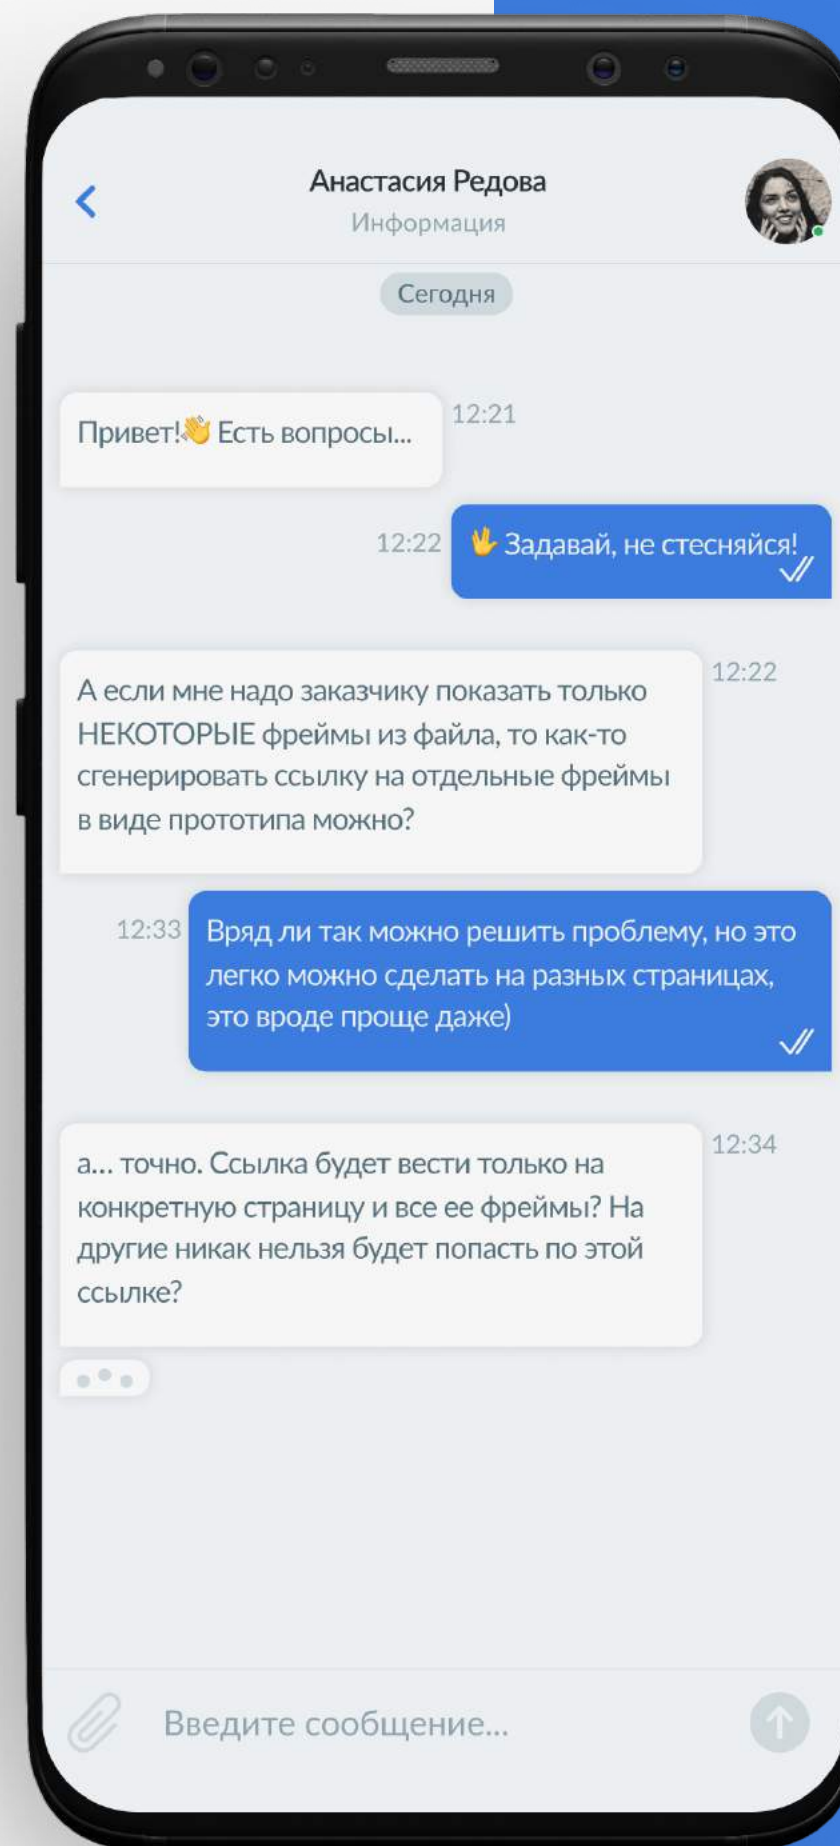 Анастасия Редова
Информация
Сегодня
Привет!👋 Есть вопросы...
12:21
12:22
🖖 Задавай, не стесняйся!
А если мне надо заказчику показать только
НЕКОТОРЫЕ фреймы из файла, то как-то
сгенерировать ссылку на отдельные фреймы
в виде прототипа можно?
12:22
12:33
Вряд ли так можно решить проблему, но это
легко можно сделать на разных страницах,
это вроде проще даже)
а... точно. Ссылка будет вести только на
конкретную страницу и все ее фреймы? На
другие никак нельзя будет попасть по этой
ссылке?
12:34
Введите сообщение...